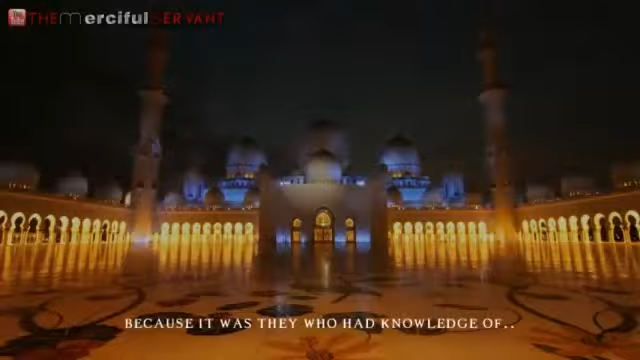 THEmercifulSERVANT
BECAUSE IT WAS THEY WHO HAD KNOWLEDGE OF..